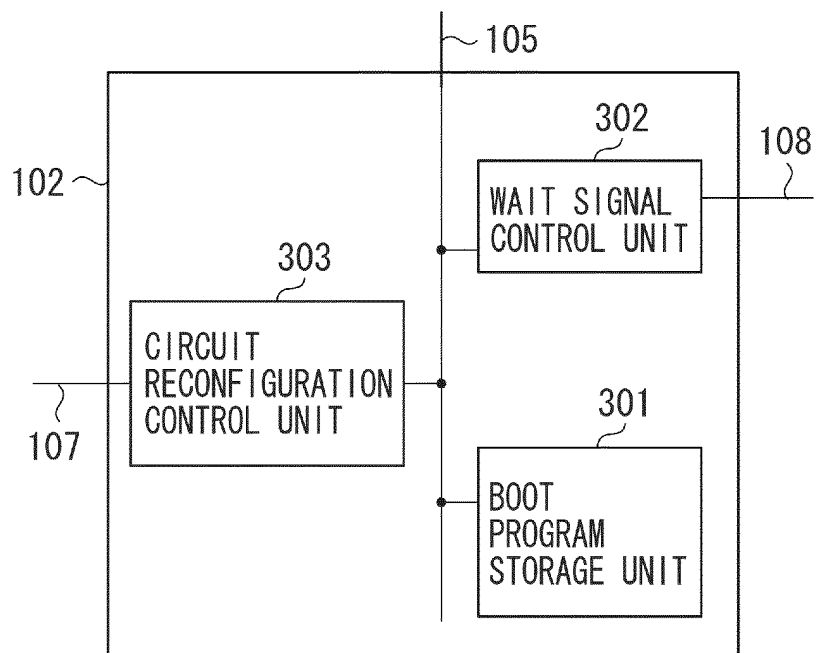 105
302
108
102
WAIT SIGNAL
CONTROL UNIT
303
CIRCUIT
RECONFIGURATION
CONTROL UNIT
107
301
BOOT
PROGRAM
STORAGE UNIT